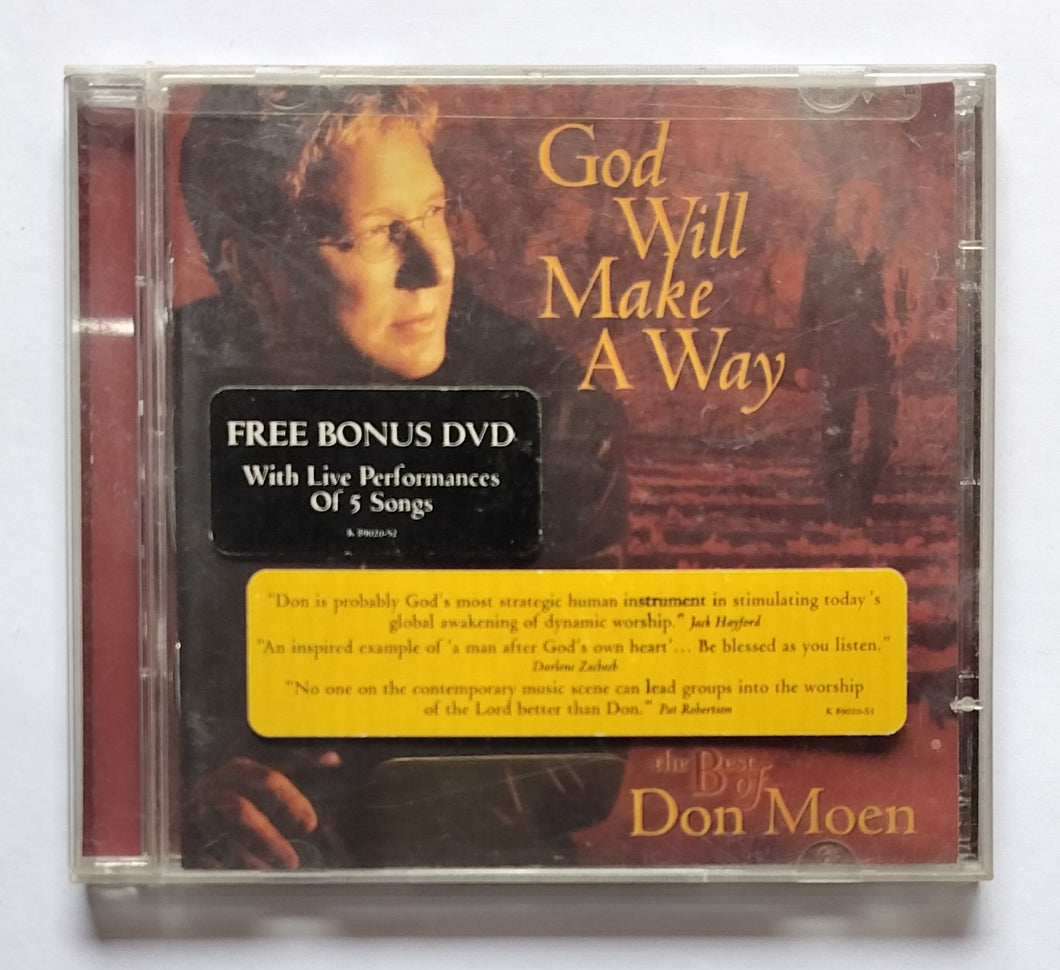 God
Will
Make
A Way
FREE BONUS DVD
With Live Performances
Of 5 Songs
K 89020-S2
"Don is probably God's most strategic human instrument in stimulating today's
global awakening of dynamic worship." Jack Hayford
"An inspired example of 'a man after God's own heart'... Be blessed as you listen."
Darlene Zschech
"No one on the contemporary music scene can lead groups into the worship
of the Lord better than Don." Pat Robertson
K 89020-S1
the Best of
Don Moen